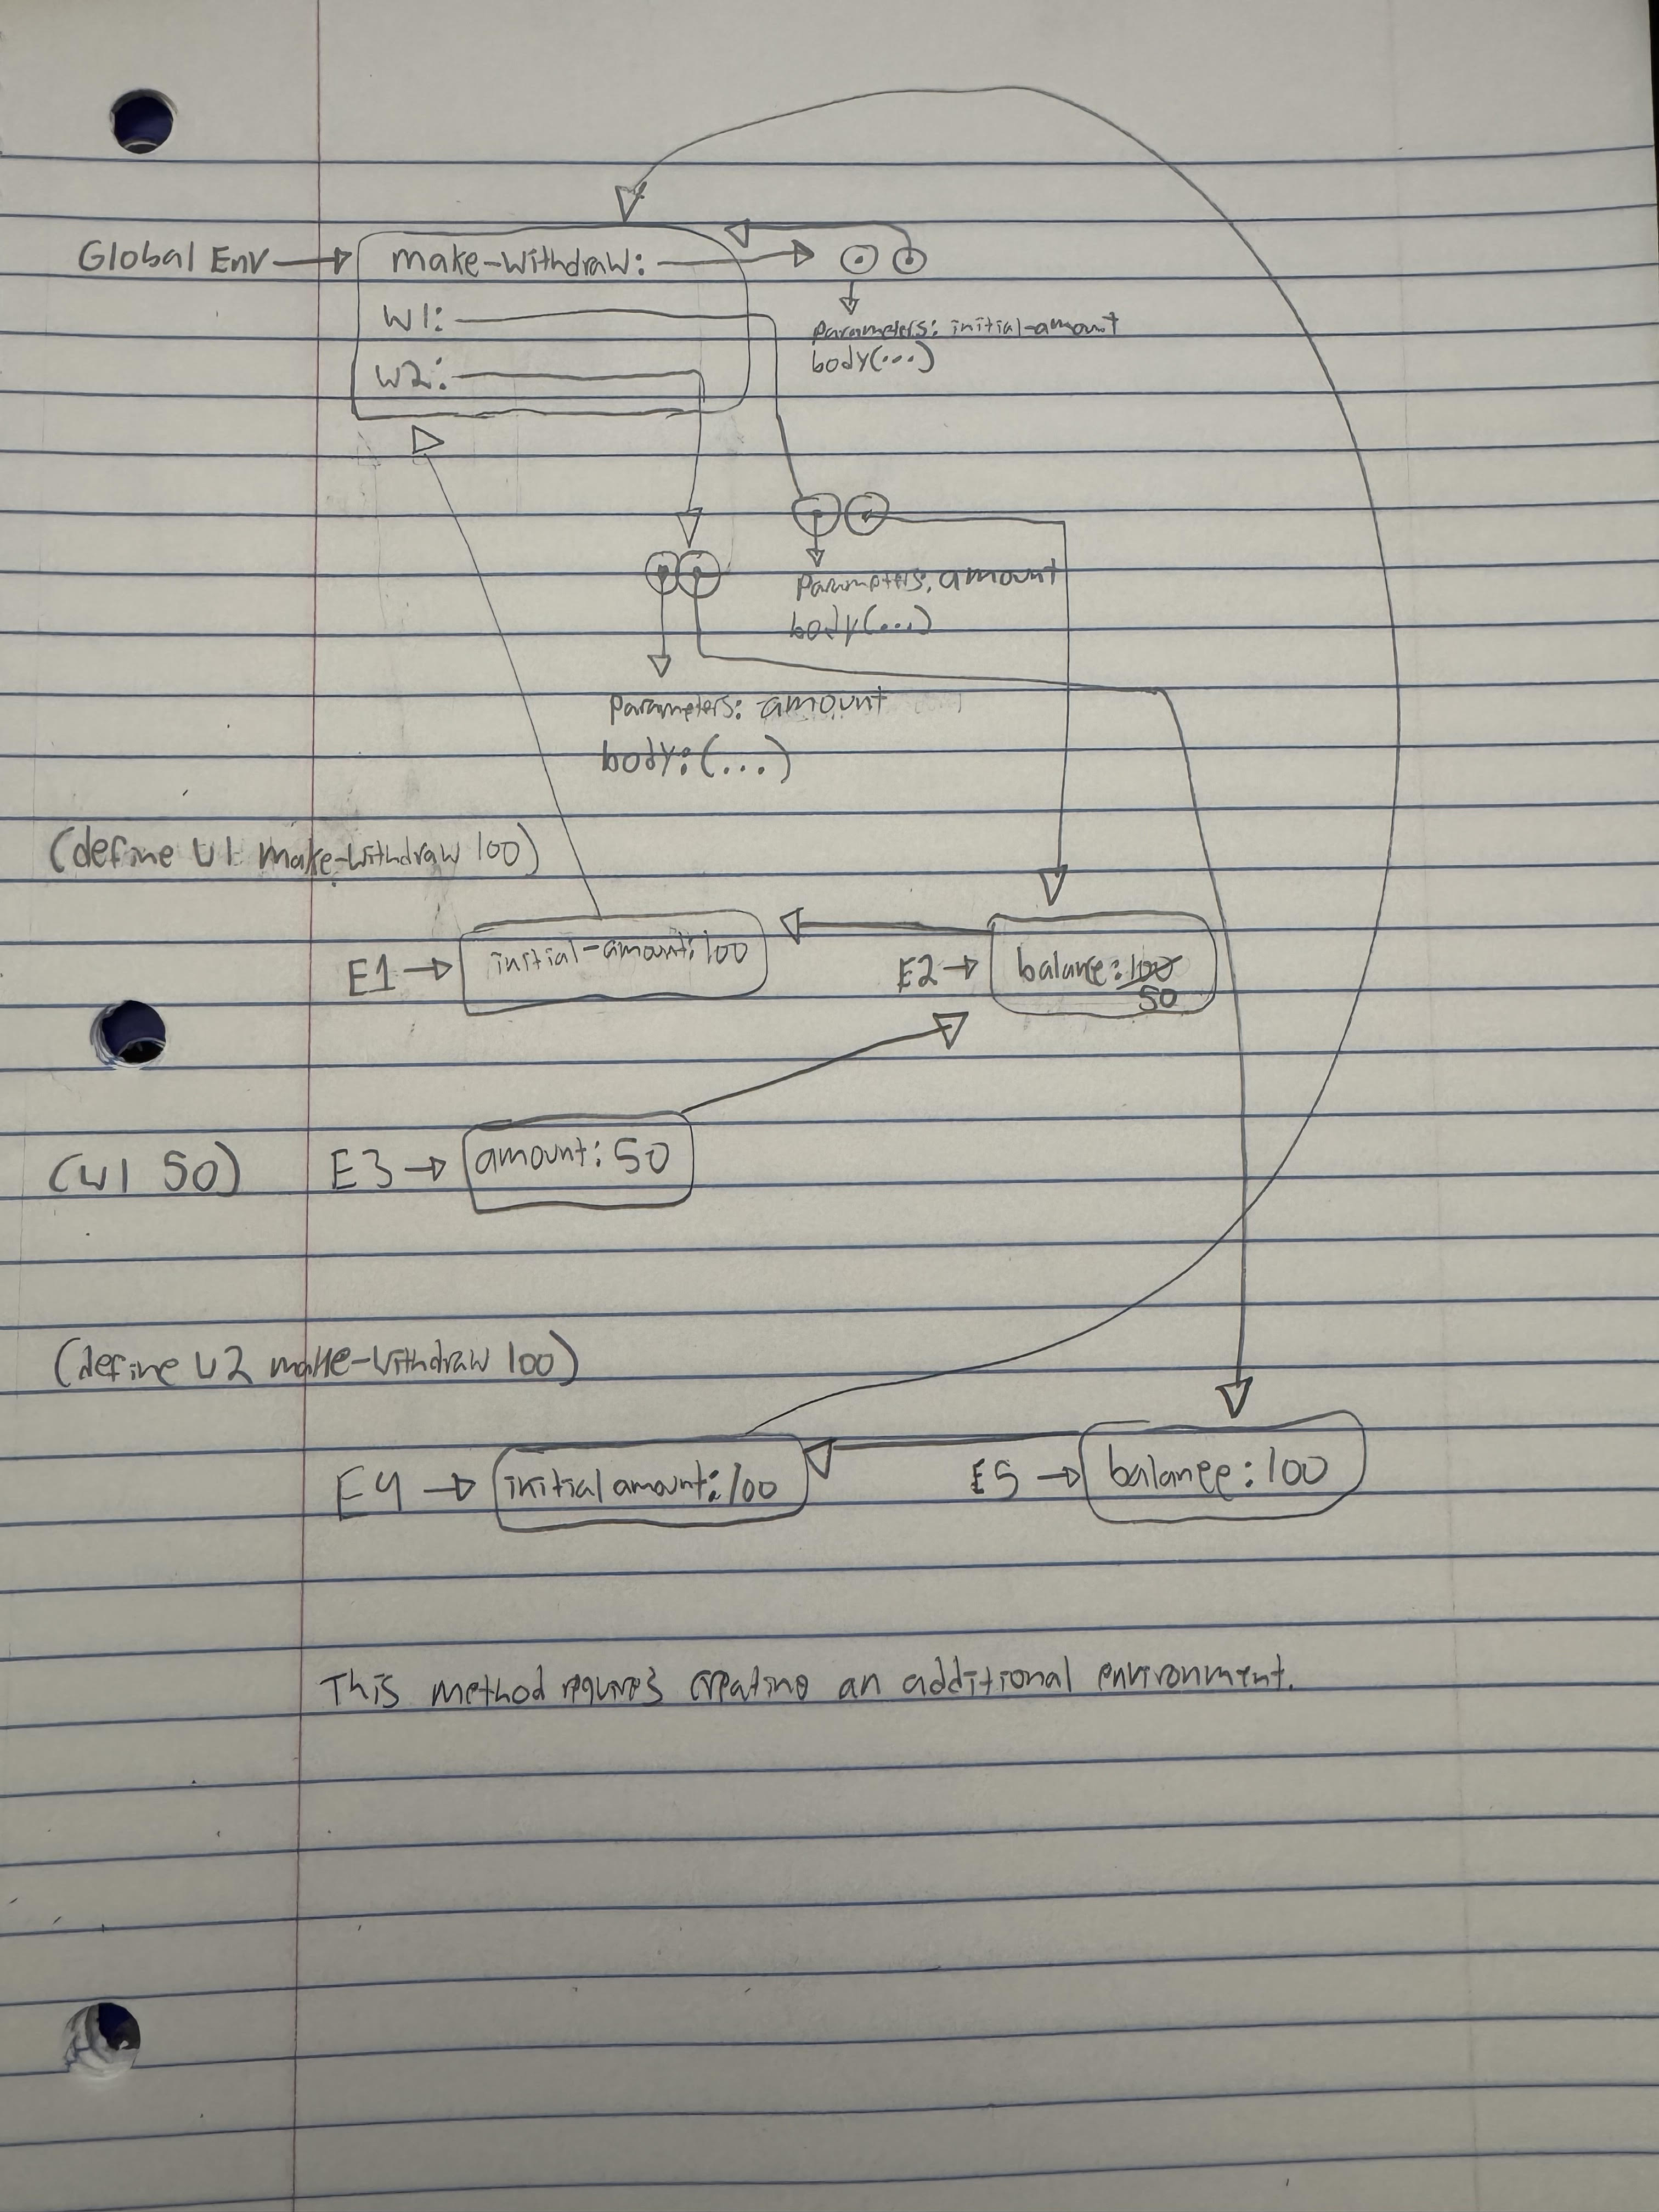 Global Env
make-withdraw:
W1:
W2:
Parameters: initial-amount
body(...)
Parameters: amount
body(...)
Parameters: amount
body:(...)
(define W1 make-withdraw 100)
E1
initial-amount:100
E2
balance:100
50
(W1 50)
E3
amount:50
(define W2 make-withdraw 100)
E4
initial amount:100
E5
balance:100
This method requires creating an additional environment.